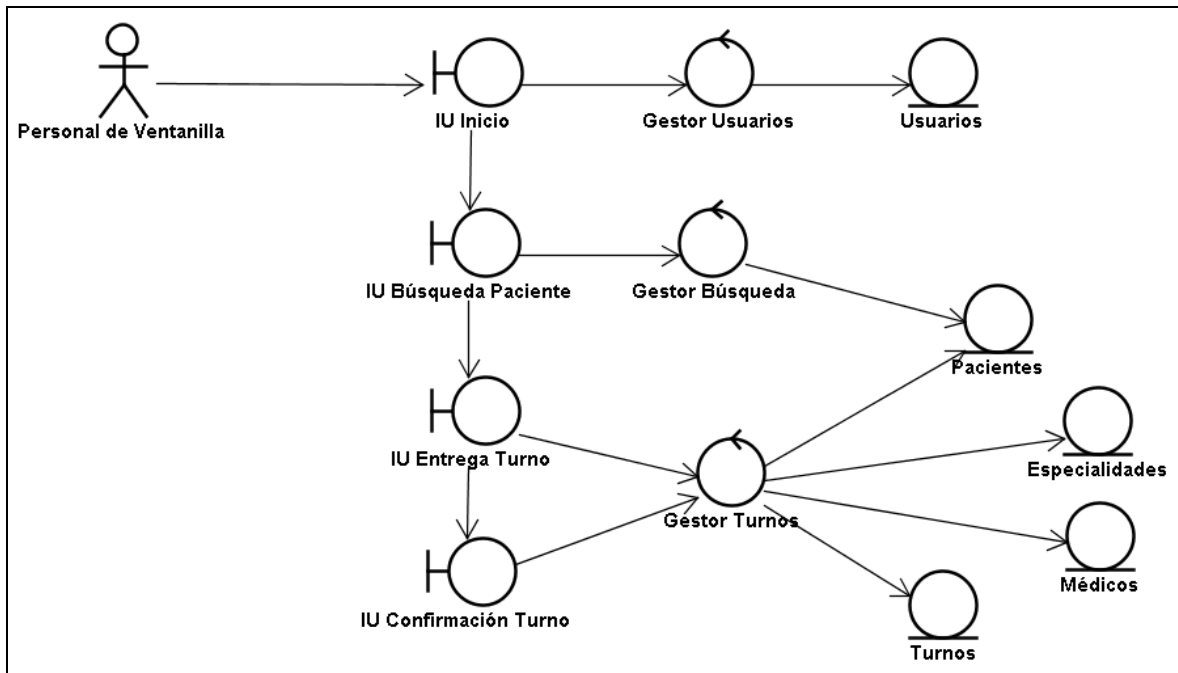 Personal de Ventanilla
IU Inicio
Gestor Usuarios
Usuarios
IU Búsqueda Paciente
Gestor Búsqueda
Pacientes
IU Entrega Turno
Gestor Turnos
Especialidades
IU Confirmación Turno
Médicos
Turnos